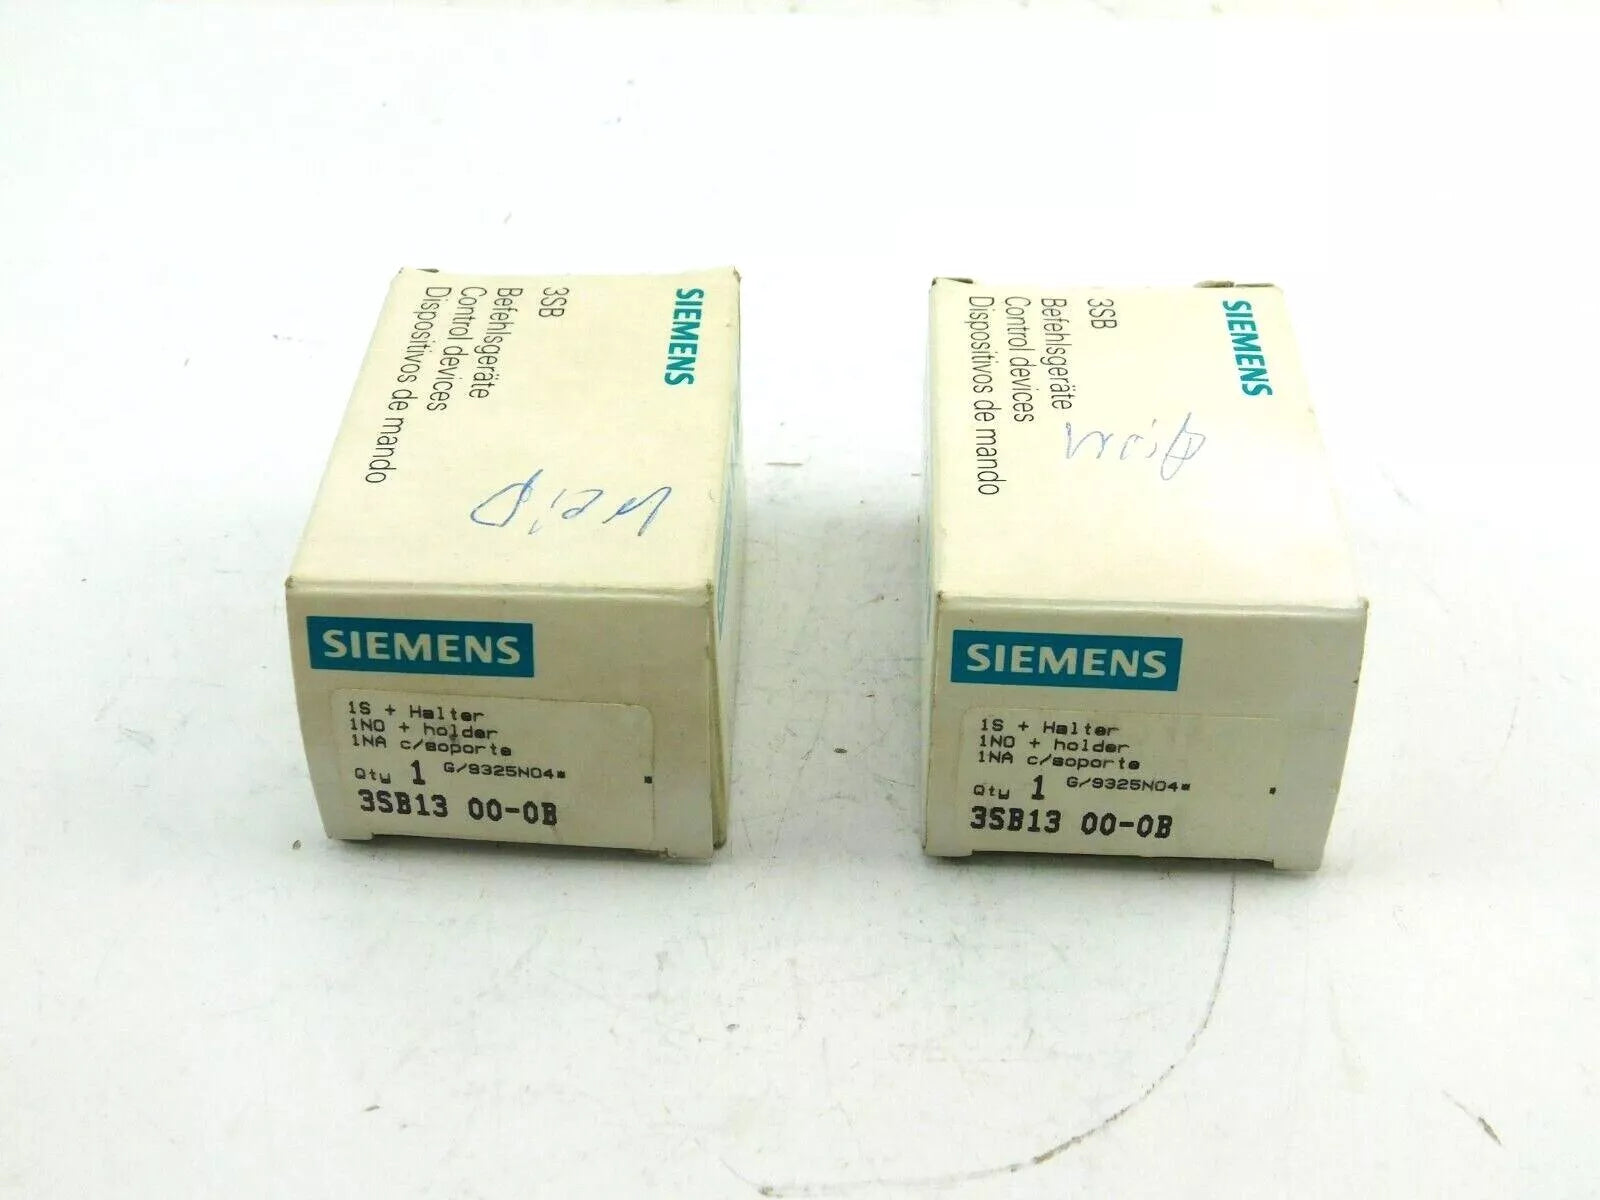 SIEMENS
3SB
Befehlsgeräte
Control devices
Dispositivos de mando
SIEMENS
1S + Halter
1NO + holder
1NA c/soporte
Qty 1 G/9325N04*
3SB13 00-0B
SIEMENS
3SB
Befehlsgeräte
Control devices
Dispositivos de mando
SIEMENS
1S + Halter
1NO + holder
1NA c/soporte
Qty 1 G/9325N04*
3SB13 00-0B